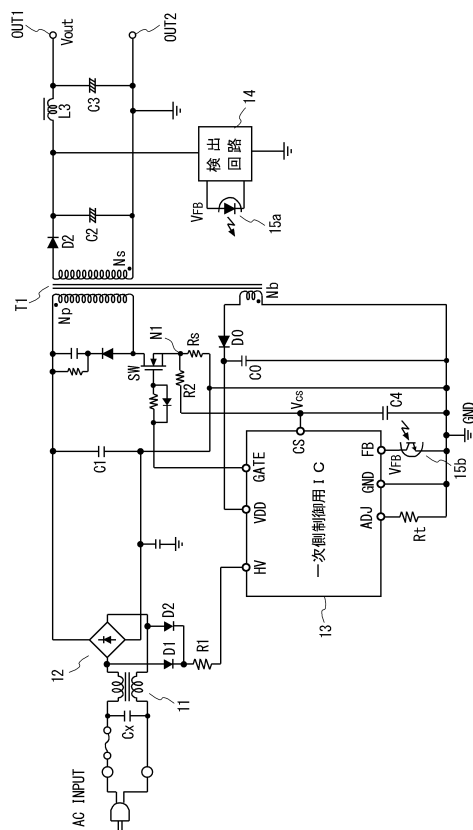 AC INPUT
Cx
11
12
D1
D2
R1
C1
T1
Np
Ns
Nb
D2
C2
L3
C3
OUT1
Vout
OUT2
検出
回路
14
VFB
15a
SW
N1
Rs
R2
D0
C0
Vcs
C4
GATE
VDD
HV
CS
FB
GND
ADJ
一次側制御用IC
13
VFB
15b
Rt
GND